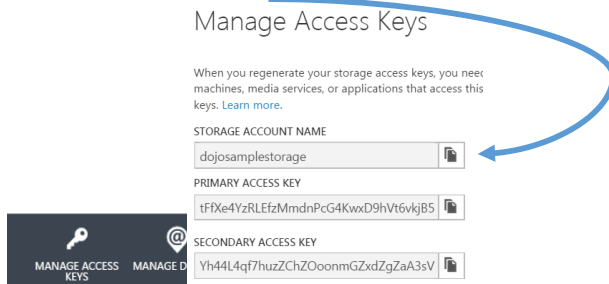 Manage Access Keys
When you regenerate your storage access keys, you need
machines, media services, or applications that access this
keys. Learn more.
STORAGE ACCOUNT NAME
dojosamplestorage
PRIMARY ACCESS KEY
tFfXe4YzRLEfzMmdnPcG4KwxD9hVt6vkjB5
SECONDARY ACCESS KEY
Yh44L4qf7huzZChZOoonmGZxdZgZaA3sV
MANAGE ACCESS
KEYS
MANAGE D